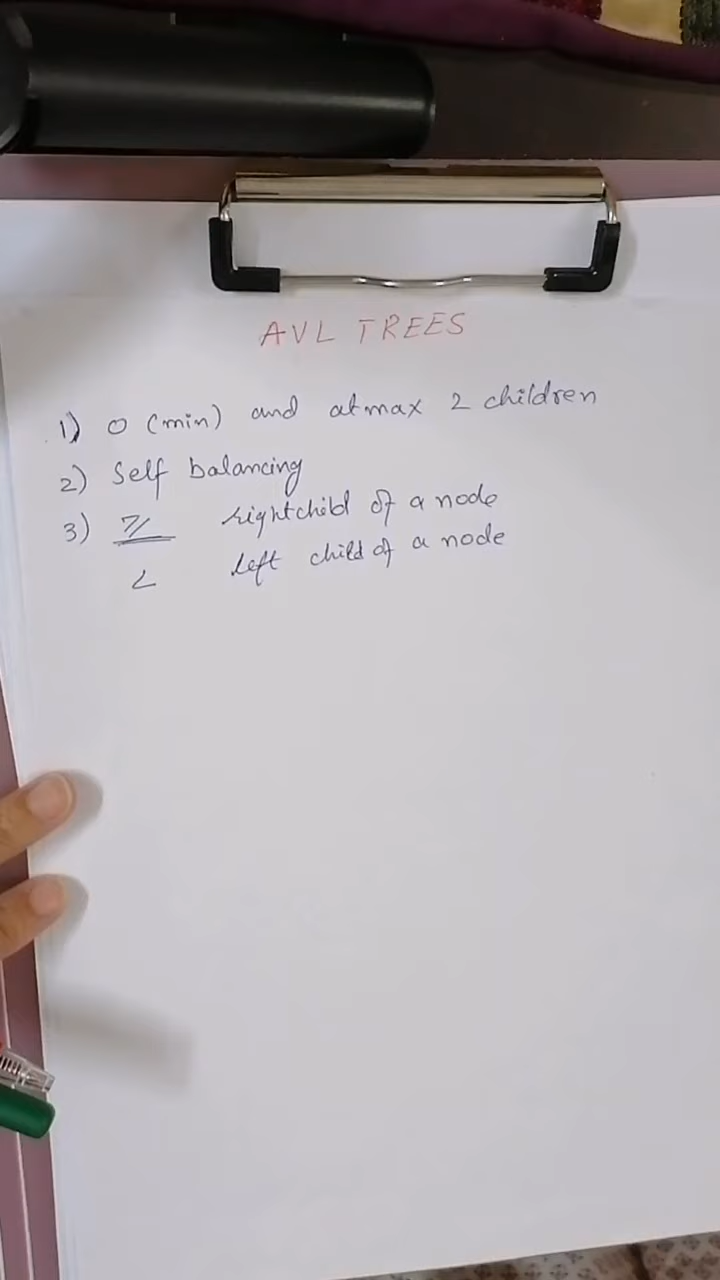 AVL TREES
1) 0 (min) and atmax 2 children
2) Self balancing
3) ≥ rightchild of a node
< left child of a node